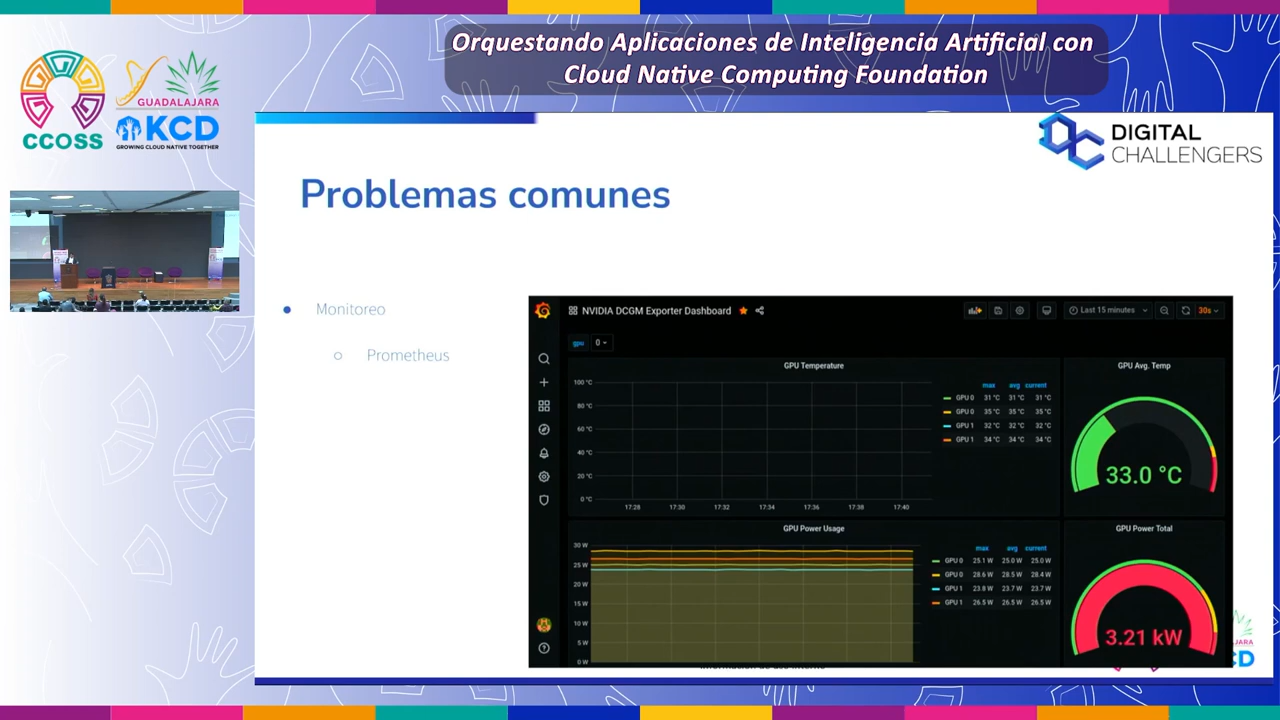 Orquestando Aplicaciones de Inteligencia Artificial con
Cloud Native Computing Foundation
CCOSS
GUADALAJARA
KCD
GROWING CLOUD NATIVE TOGETHER
DIGITAL
CHALLENGERS
Problemas comunes
Monitoreo
Prometheus
NVIDIA DCGM Exporter Dashboard
Last 15 minutes
30s
gpu
0
GPU Temperature
100 °C
80 °C
60 °C
40 °C
20 °C
0 °C
17:28 17:30 17:32 17:34 17:36 17:38 17:40
max avg current
GPU 0 31 °C 31 °C 31 °C
GPU 0 35 °C 35 °C 35 °C
GPU 1 32 °C 32 °C 32 °C
GPU 1 34 °C 34 °C 34 °C
GPU Avg. Temp
33.0 °C
GPU Power Usage
30 W
25 W
20 W
15 W
10 W
5 W
0 W
max avg current
GPU 0 25.1 W 25.0 W 25.0 W
GPU 0 28.6 W 28.5 W 28.4 W
GPU 1 23.8 W 23.7 W 23.7 W
GPU 1 26.5 W 26.5 W 26.5 W
GPU Power Total
3.21 kW
ARA
CD